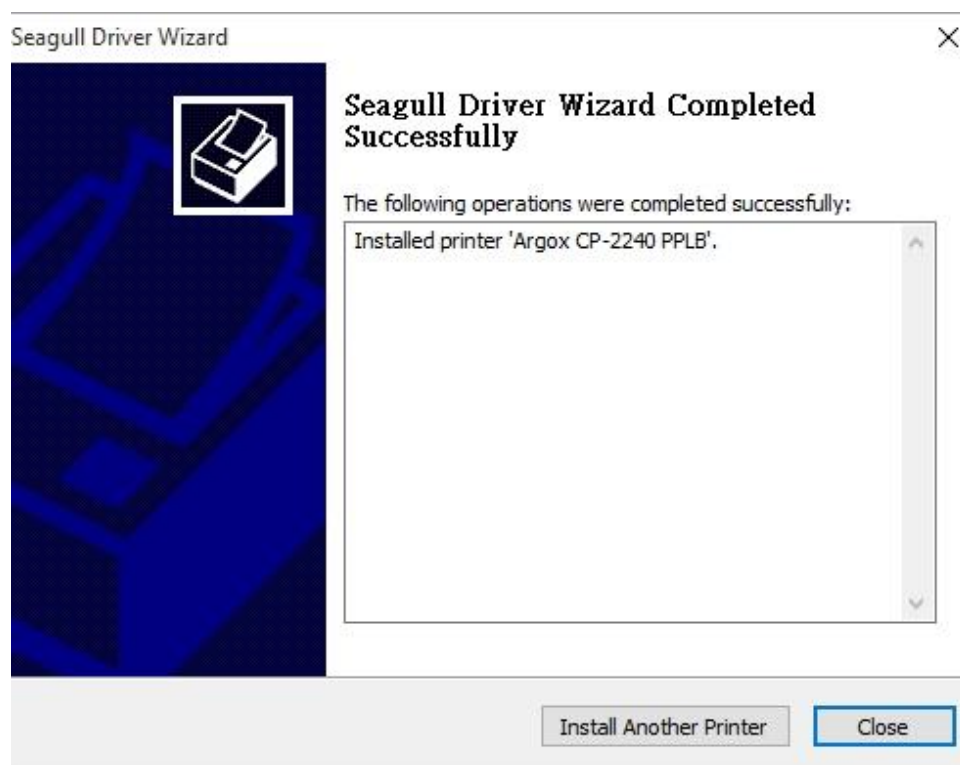 Seagull Driver Wizard
Seagull Driver Wizard Completed
Successfully
The following operations were completed successfully:
Installed printer 'Argox CP-2240 PPLB'.
Install Another Printer
Close